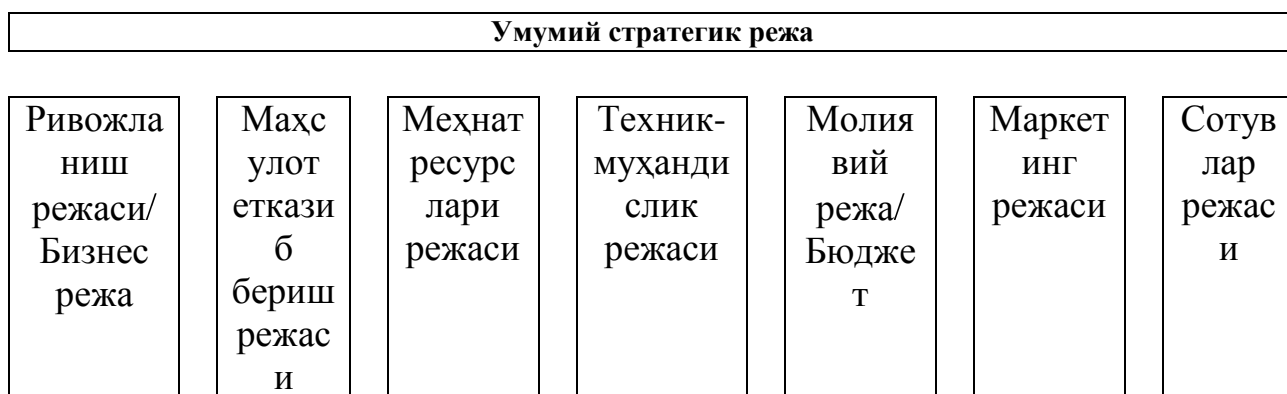 Умумий стратегик режа
Ривожла
ниш
режаси/
Бизнес
режа
Маҳс
улот
еткази
б
бериш
режас
и
Меҳнат
ресурс
лари
режаси
Техник-
муҳанди
слик
режаси
Молия
вий
режа/
Бюдже
т
Маркет
инг
режаси
Сотув
лар
режас
и